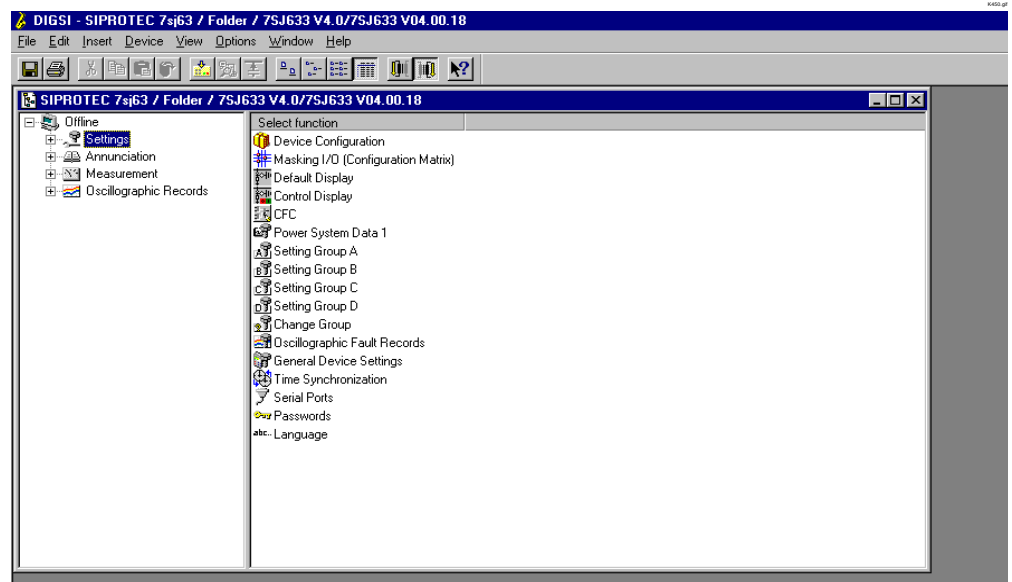 K450.gif
DIGSI - SIPROTEC 7sj63 / Folder / 7SJ633 V4.0/7SJ633 V04.00.18
File Edit Insert Device View Options Window Help
SIPROTEC 7sj63 / Folder / 7SJ633 V4.0/7SJ633 V04.00.18
Offline
Settings
Annunciation
Measurement
Oscillographic Records
Select function
Device Configuration
Masking I/O (Configuration Matrix)
Default Display
Control Display
CFC
Power System Data 1
Setting Group A
Setting Group B
Setting Group C
Setting Group D
Change Group
Oscillographic Fault Records
General Device Settings
Time Synchronization
Serial Ports
Passwords
abc.. Language